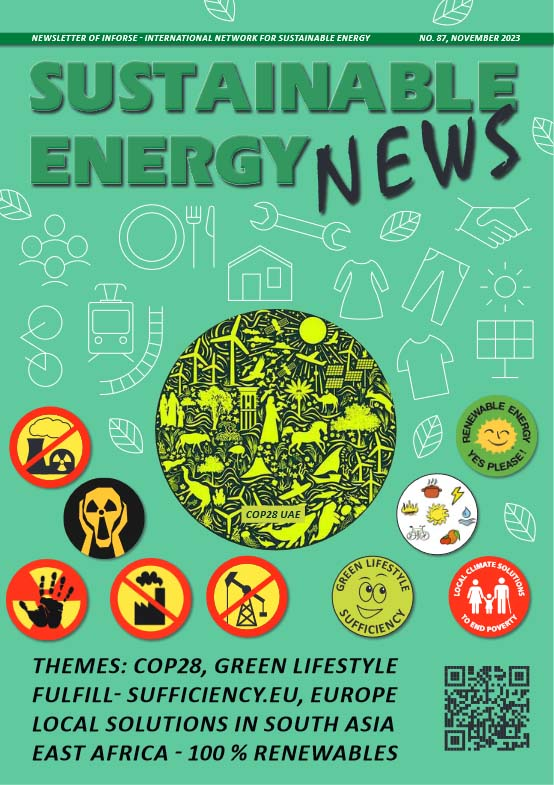 NEWSLETTER OF INFORSE - INTERNATIONAL NETWORK FOR SUSTAINABLE ENERGY
NO. 87, NOVEMBER 2023
SUSTAINABLE
ENERGY NEWS
RENEWABLE ENERGY
YES PLEASE!
COP28 UAE
GREEN LIFESTYLE
SUFFICIENCY
LOCAL CLIMATE SOLUTIONS
TO END POVERTY
THEMES: COP28, GREEN LIFESTYLE
FULFILL- SUFFICIENCY.EU, EUROPE
LOCAL SOLUTIONS IN SOUTH ASIA
EAST AFRICA - 100 % RENEWABLES